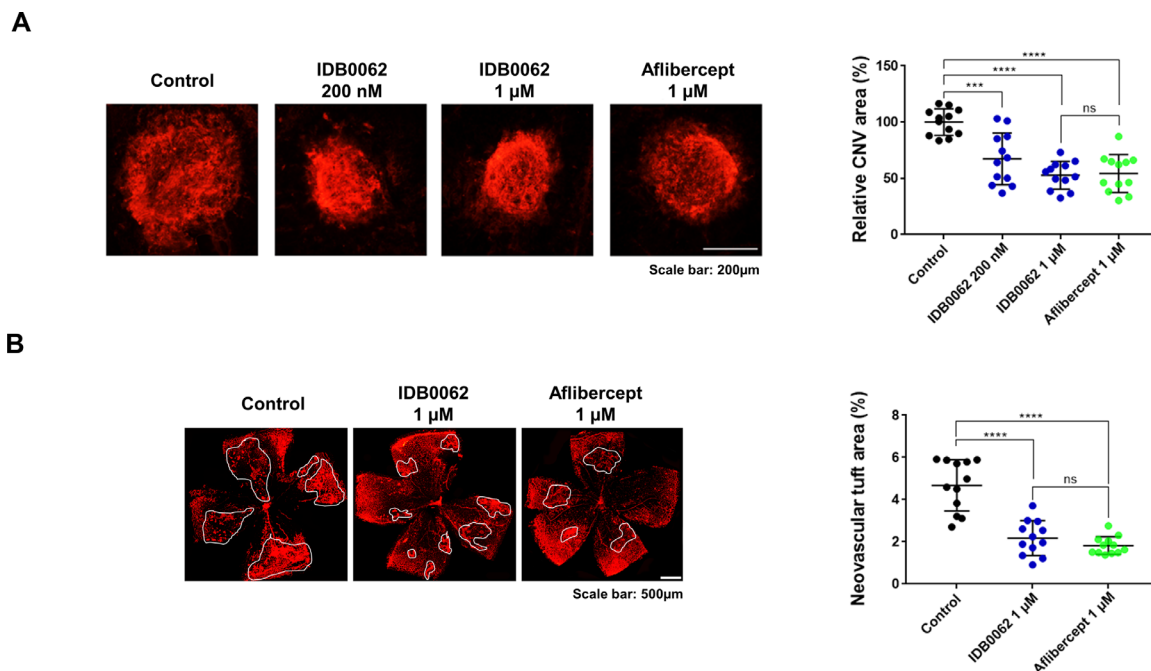 A
Control
IDB0062
200 nM
IDB0062
1 µM
Aflibercept
1 µM
Scale bar: 200µm
Relative CNV area (%)
150
100
50
0
****
****
***
ns
Control
IDB0062 200 nM
IDB0062 1 µM
Aflibercept 1 µM
B
Control
IDB0062
1 µM
Aflibercept
1 µM
Scale bar: 500µm
Neovascular tuft area (%)
8
6
4
2
0
****
****
ns
Control
IDB0062 1 µM
Aflibercept 1 µM